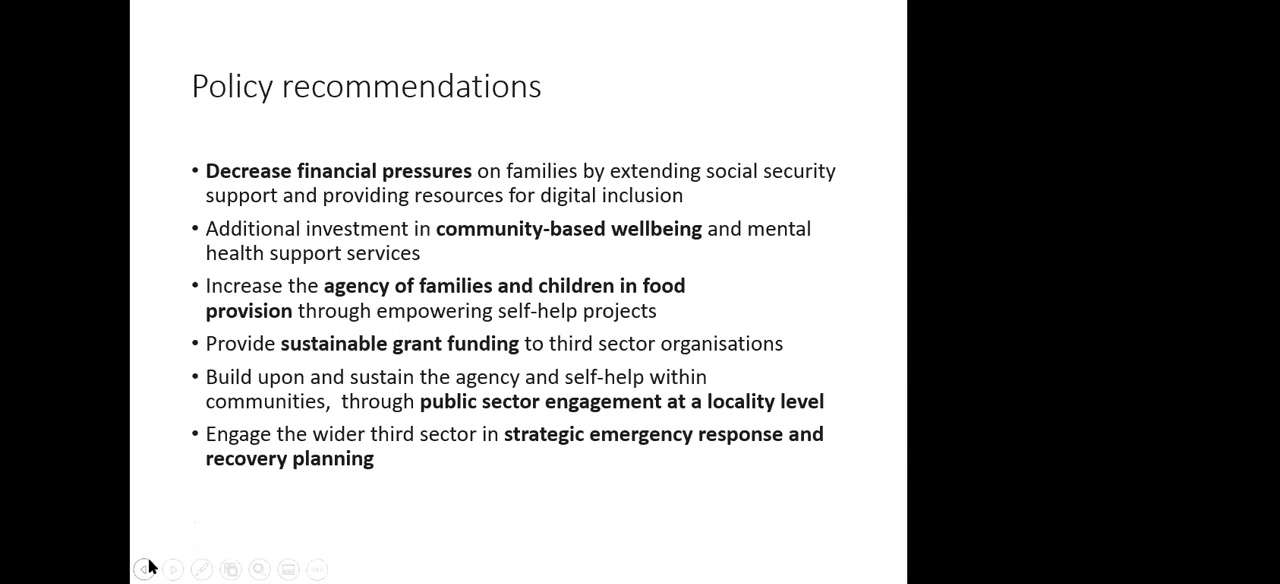 Policy recommendations
• Decrease financial pressures on families by extending social security
support and providing resources for digital inclusion
• Additional investment in community-based wellbeing and mental
health support services
• Increase the agency of families and children in food
provision through empowering self-help projects
• Provide sustainable grant funding to third sector organisations
• Build upon and sustain the agency and self-help within
communities,  through public sector engagement at a locality level
• Engage the wider third sector in strategic emergency response and
recovery planning